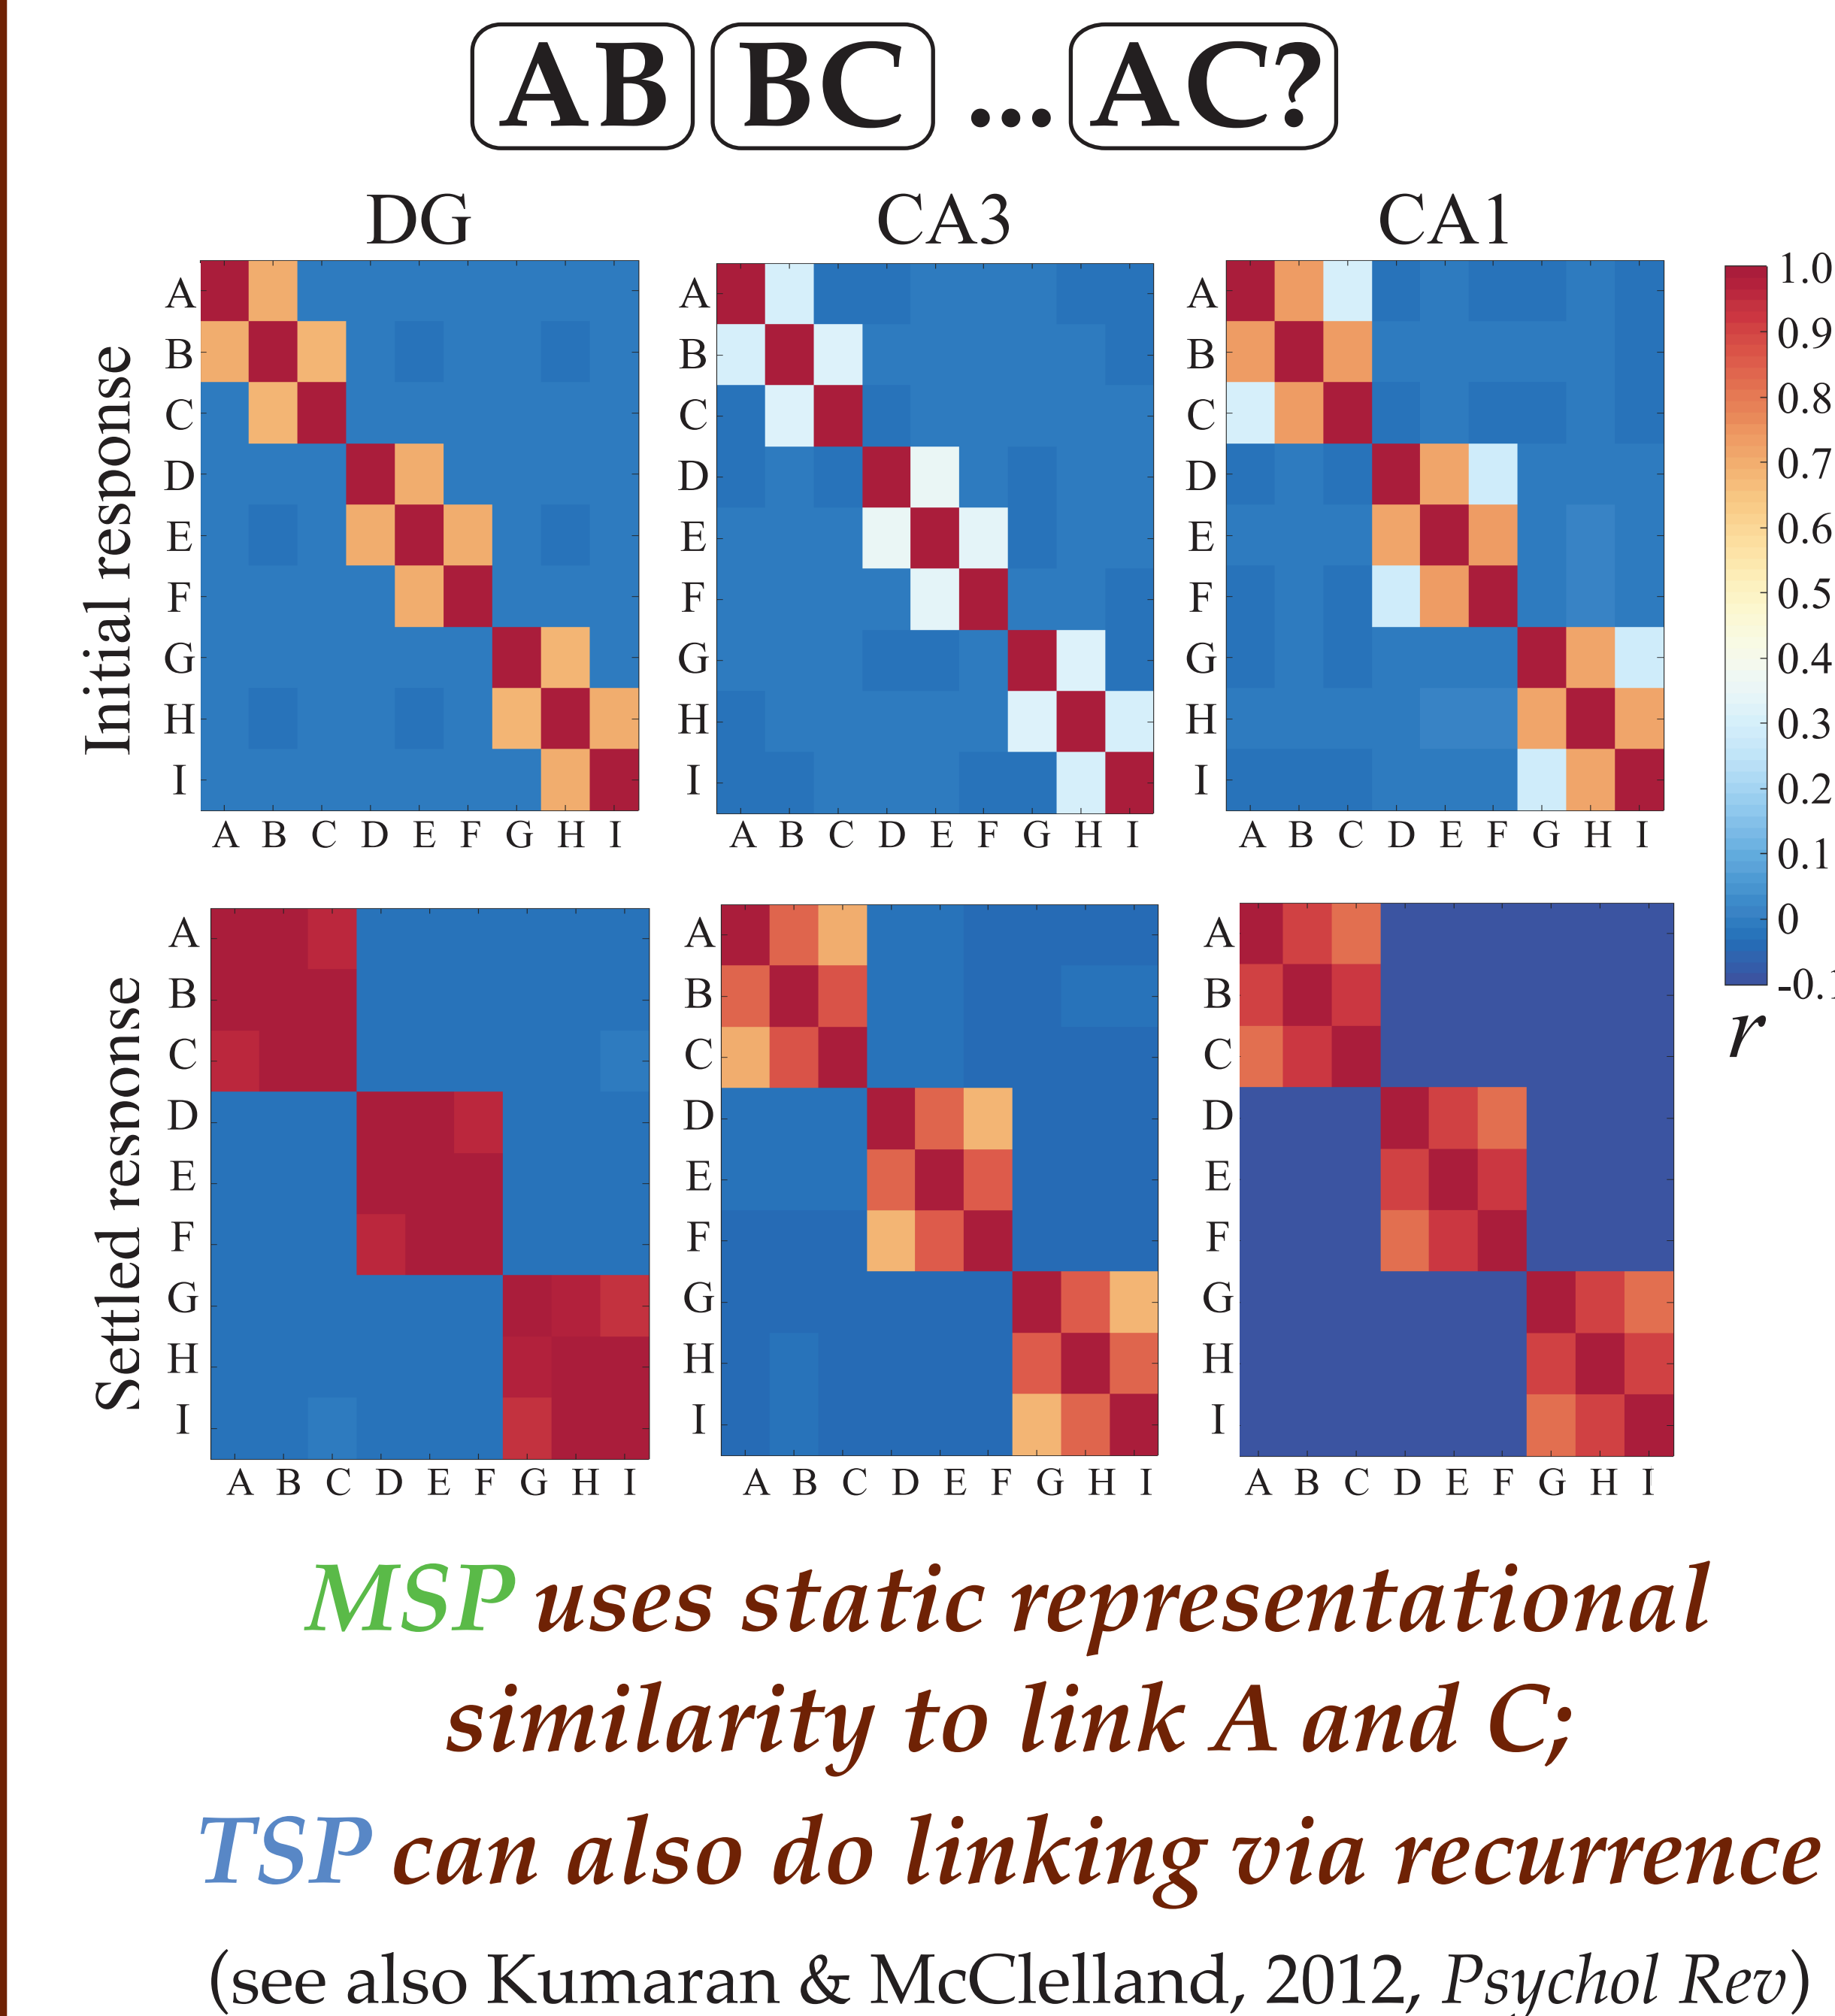 AB BC ... AC?
DG CA3 CA1
Initial response
A
B
C
D
E
F
G
H
I
A B C D E F G H I
A
B
C
D
E
F
G
H
I
A B C D E F G H I
A
B
C
D
E
F
G
H
I
A B C D E F G H I
1.0
0.9
0.8
0.7
0.6
0.5
0.4
0.3
0.2
0.1
0
-0.1
r
Settled response
A
B
C
D
E
F
G
H
I
A B C D E F G H I
A
B
C
D
E
F
G
H
I
A B C D E F G H I
A
B
C
D
E
F
G
H
I
A B C D E F G H I
MSP uses static representational
similarity to link A and C;
TSP can also do linking via recurrence
(see also Kumaran & McClelland, 2012, Psychol Rev)